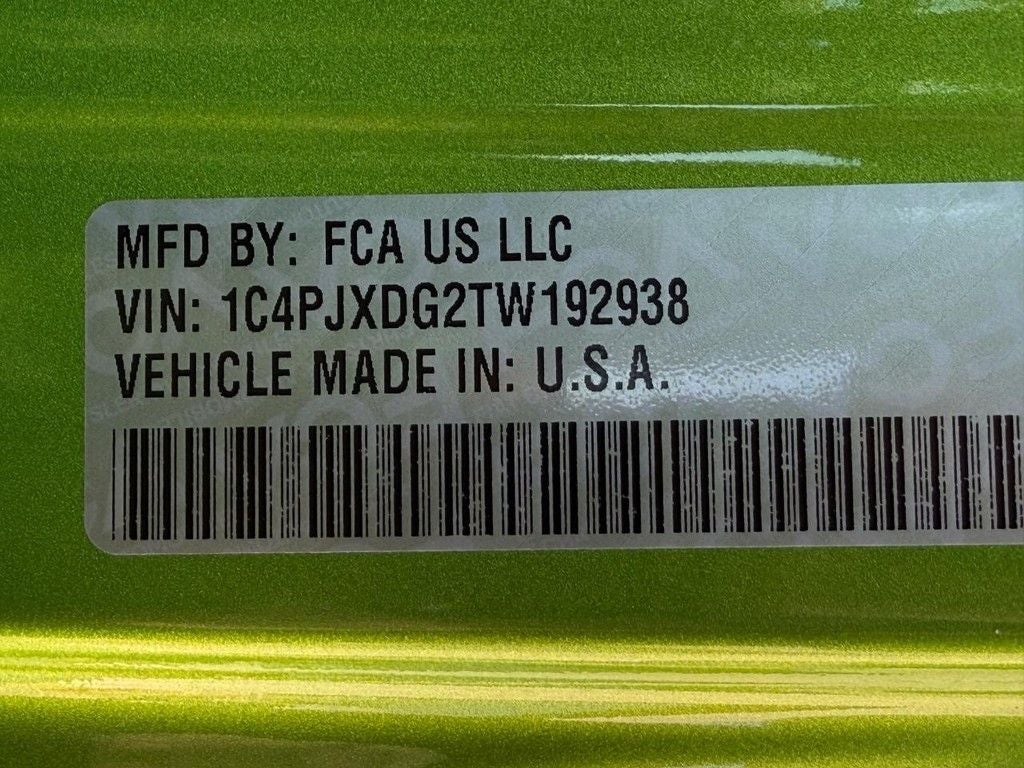 MFD BY: FCA US LLC
VIN: 1C4PJXDG2TW192938
VEHICLE MADE IN: U.S.A.